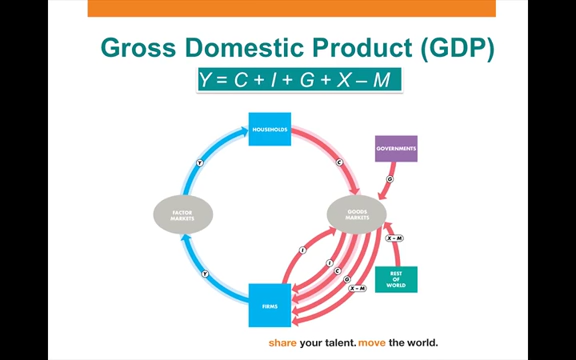 Gross Domestic Product (GDP)
Y = C + I + G + X – M
HOUSEHOLDS
GOVERNMENTS
Y
C
G
FACTOR
MARKETS
GOODS
MARKETS
X – M
I
I
C
G
X – M
Y
REST
OF
WORLD
FIRMS
share your talent. move the world.